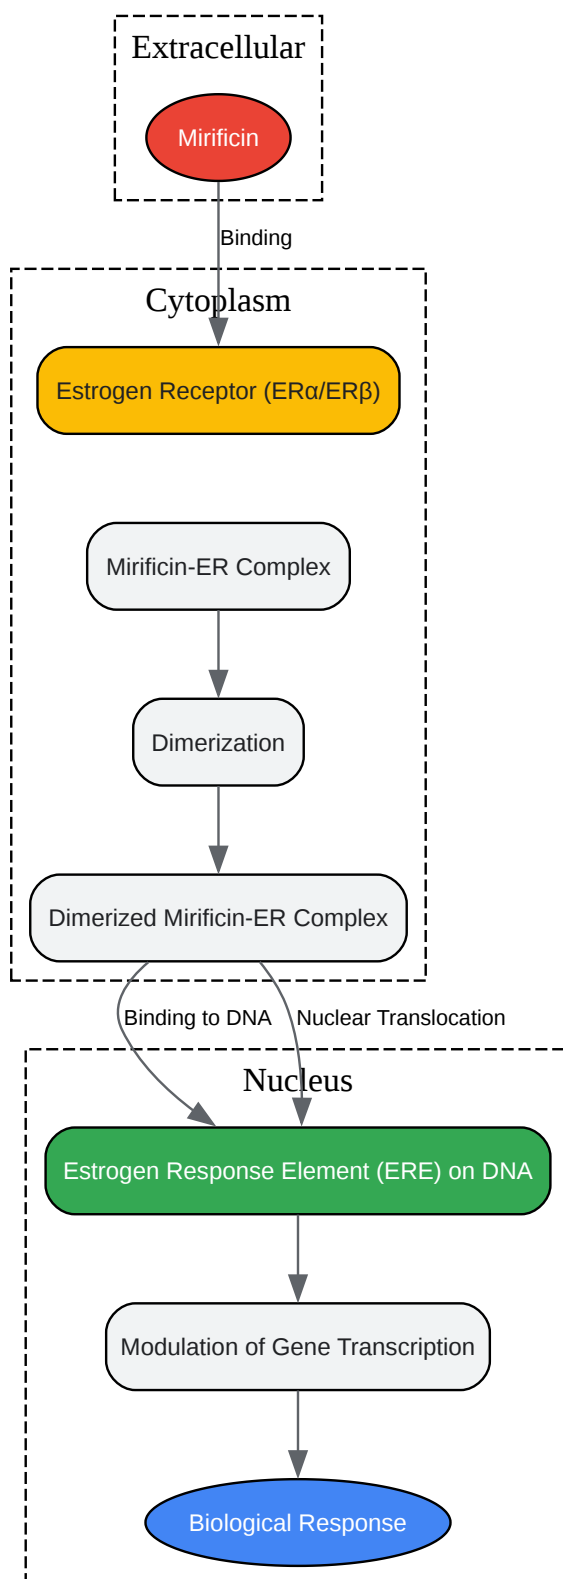 Extracellular
Mirificin
Binding
Cytoplasm
Estrogen Receptor (ERα/ERβ)
Mirificin-ER Complex
Dimerization
Dimerized Mirificin-ER Complex
Binding to DNA
Nuclear Translocation
Nucleus
Estrogen Response Element (ERE) on DNA
Modulation of Gene Transcription
Biological Response